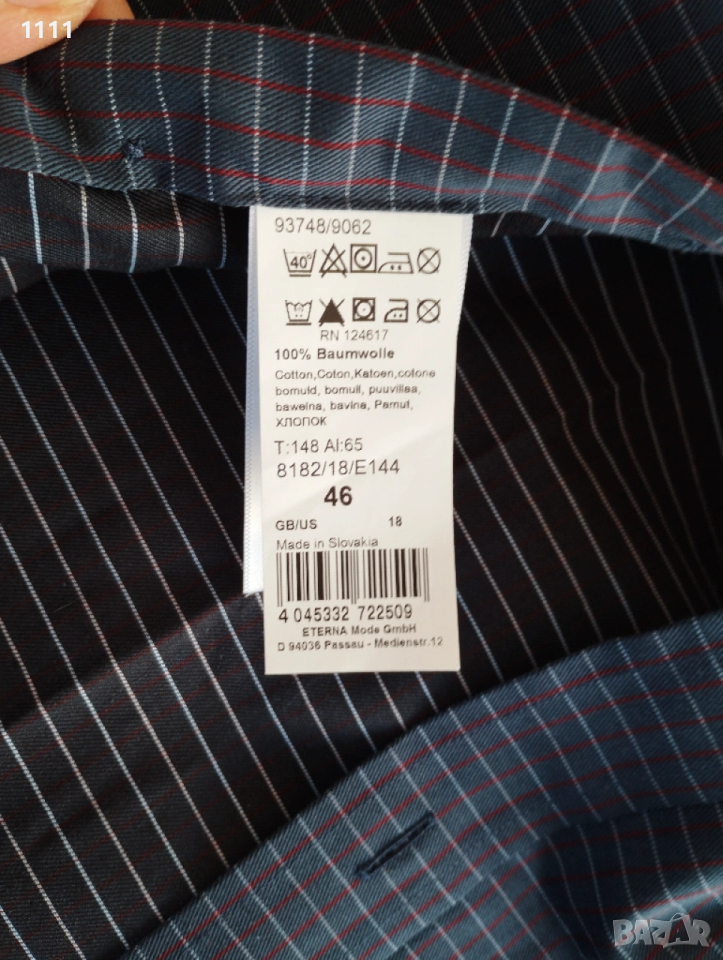 1111
93748/9062
40°
RN 124617
100% Baumwolle
Cotton,Coton,Katoen,cotone
bomuld, bomull, puuvillaa,
bawelna, bavlna, Pamut,
ХЛОПОК
T:148 Al:65
8182/18/E144
46
GB/US 18
Made in Slovakia
4 045332 722509
ETERNA Mode GmbH
D 94036 Passau - Medienstr.12
BAZAR